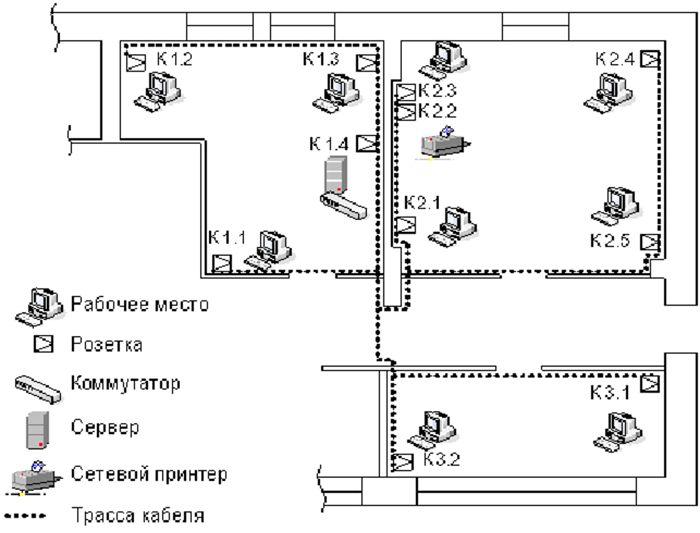 К1.2
К1.3
К2.4
К2.3
К2.2
К1.4
К2.1
К1.1
К2.5
Рабочее место
Розетка
Коммутатор
К3.1
Сервер
К3.2
Сетевой принтер
Трасса кабеля